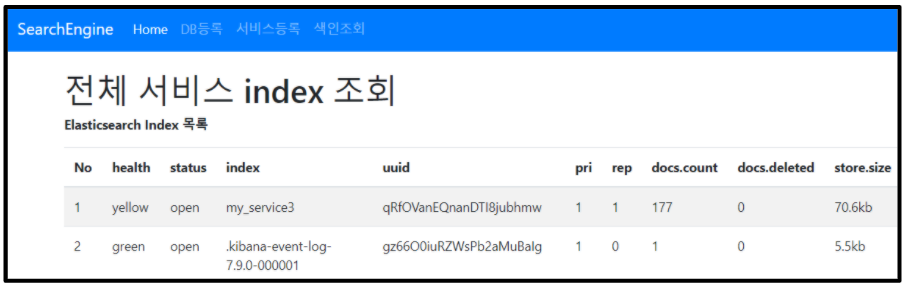 SearchEngine Home DB등록 서비스등록 색인조회
전체 서비스 index 조회
Elasticsearch Index 목록
No health status index uuid pri rep docs.count docs.deleted store.size
1 yellow open my_service3 qRfOVanEQnanDTI8jubhmw 1 1 177 0 70.6kb
2 green open .kibana-event-log- gz66O0iuRZWsPb2aMuBaIg 1 0 1 0 5.5kb
7.9.0-000001